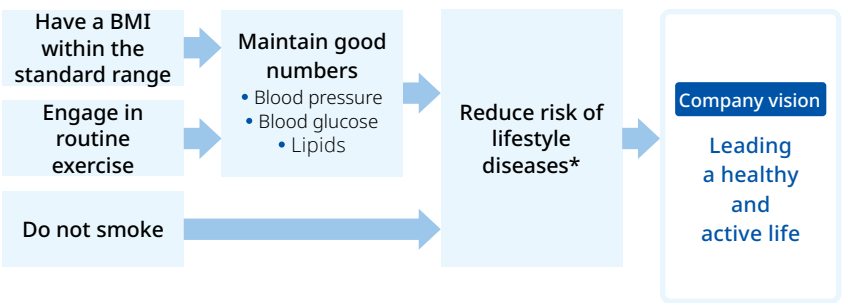 Have a BMI
within the
standard range
Engage in
routine
exercise
Do not smoke
Maintain good
numbers
• Blood pressure
• Blood glucose
• Lipids
Reduce risk of
lifestyle
diseases*
Company vision
Leading
a healthy
and
active life